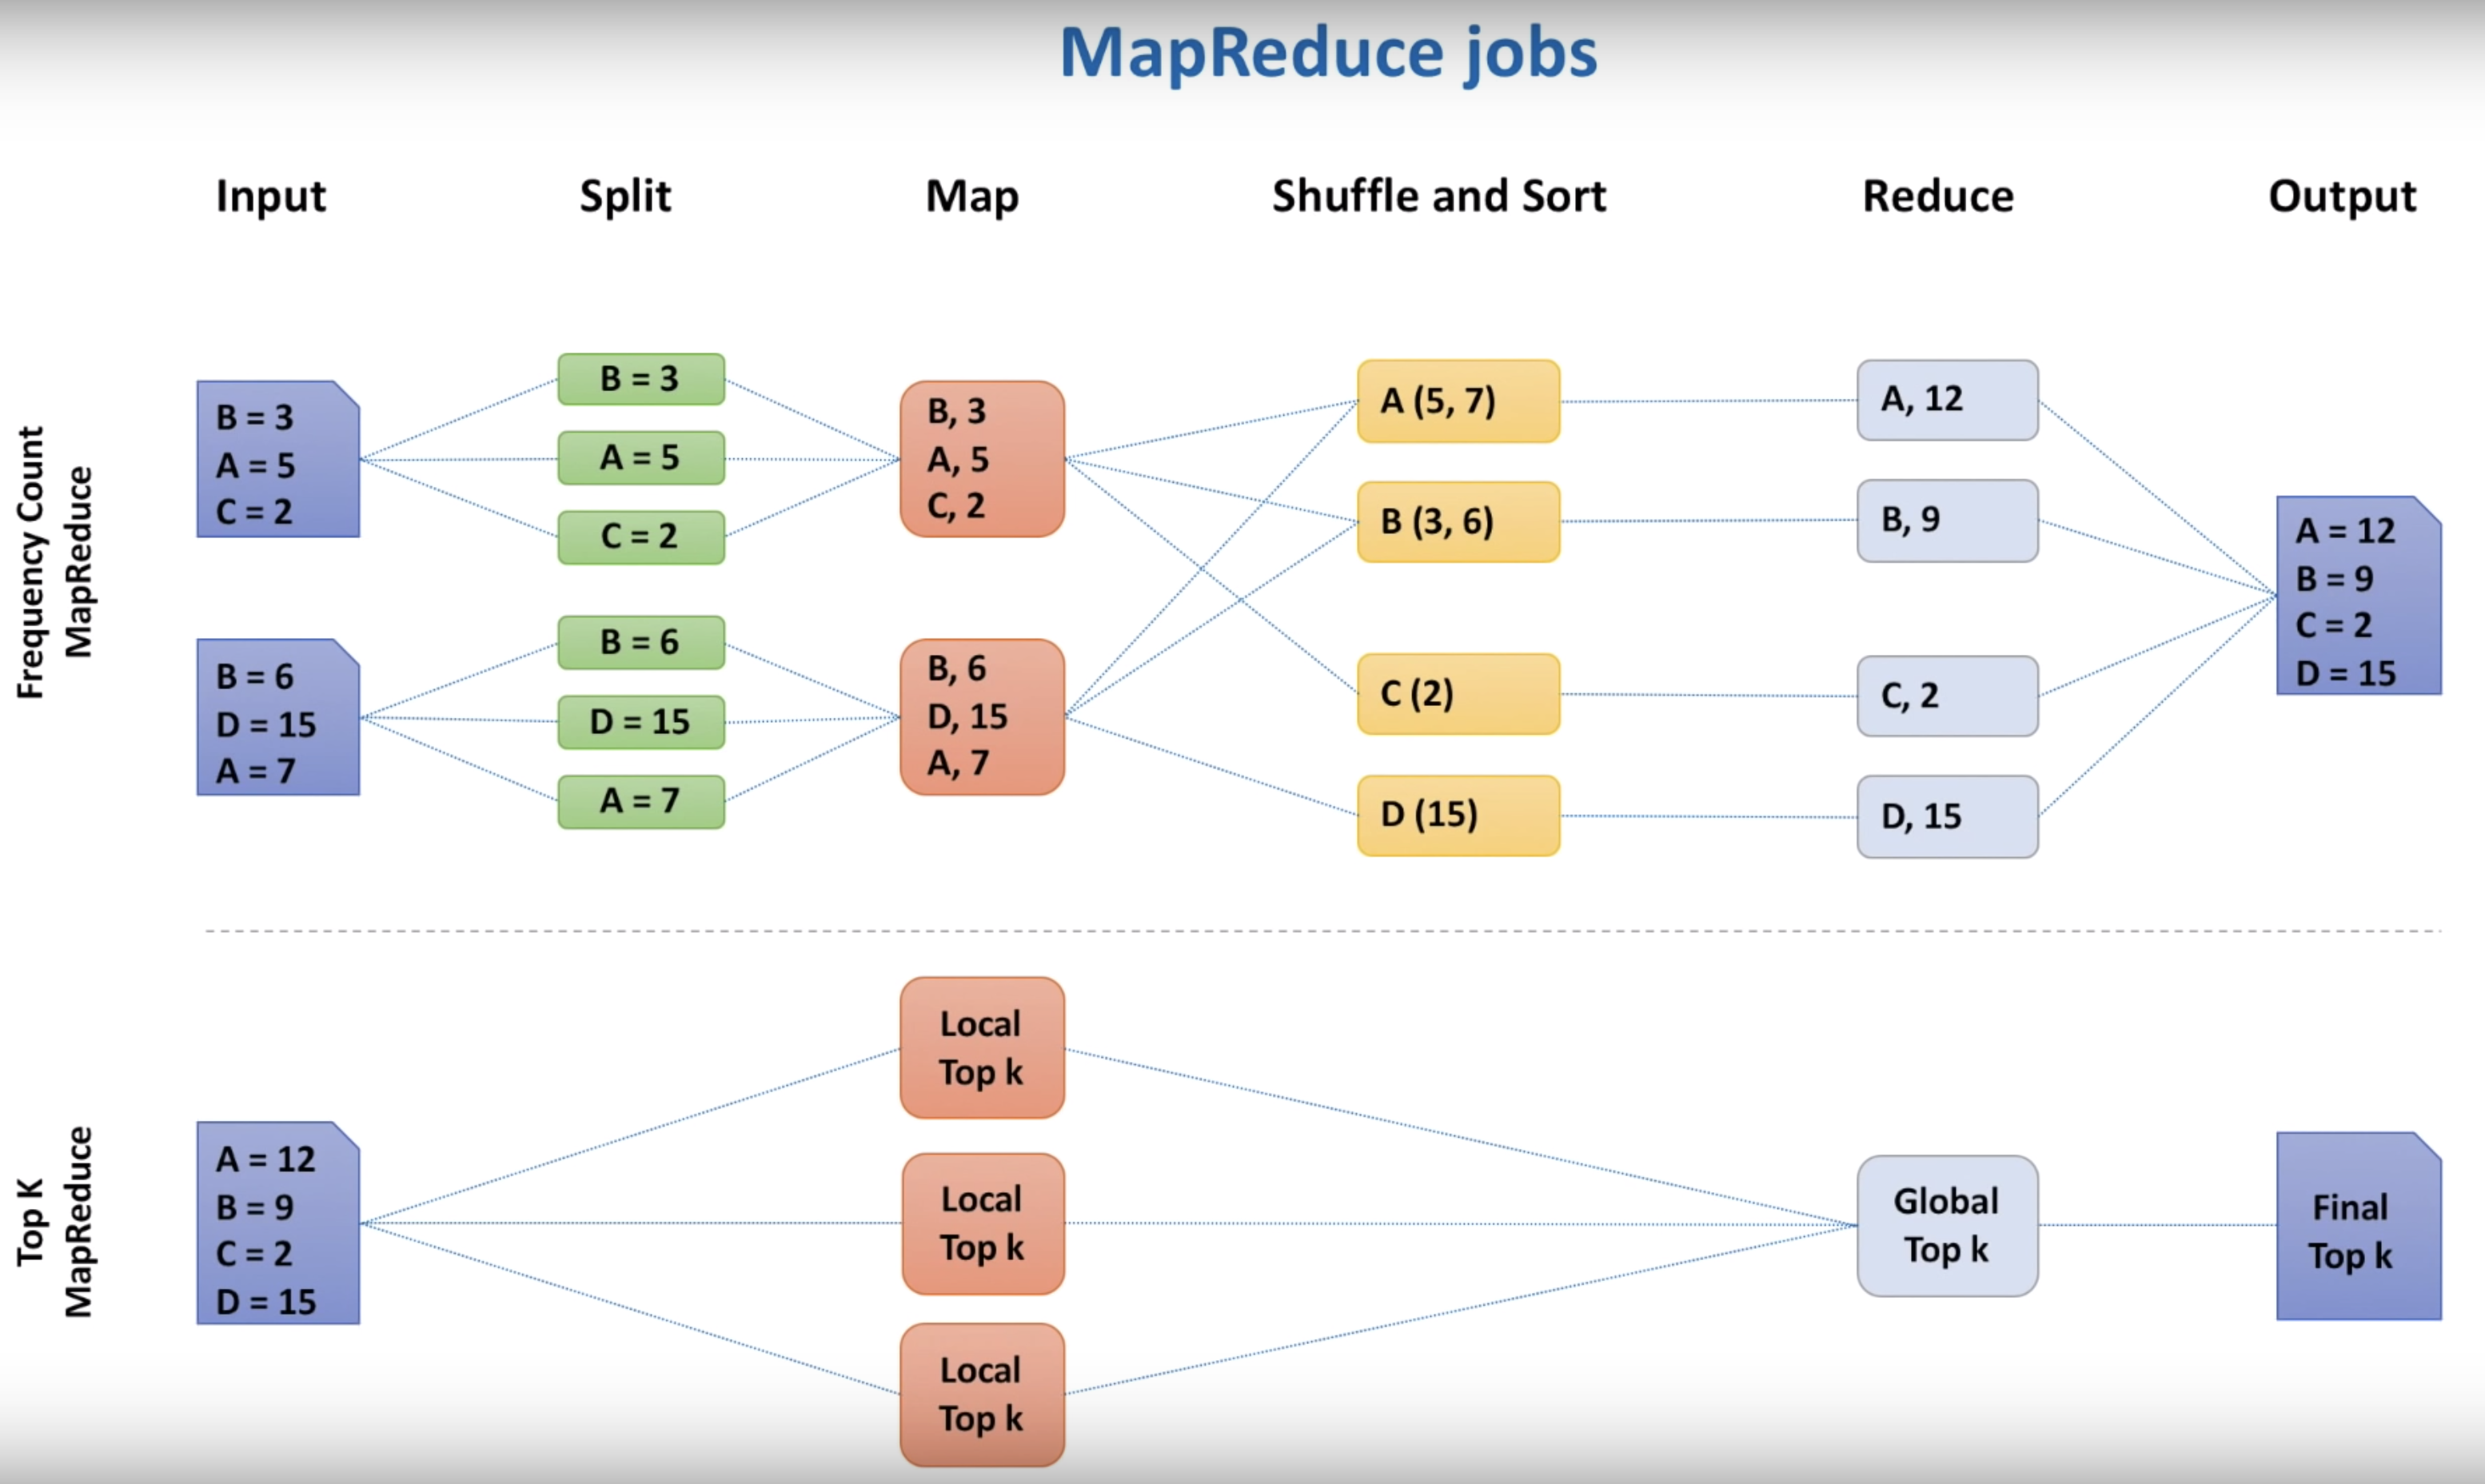 MapReduce jobs
Input
Split
Map
Shuffle and Sort
Reduce
Output
Frequency Count
MapReduce
B = 3
A = 5
C = 2
B = 3
A = 5
C = 2
B, 3
A, 5
C, 2
B = 6
D = 15
A = 7
B = 6
D = 15
A = 7
B, 6
D, 15
A, 7
A (5, 7)
B (3, 6)
C (2)
D (15)
A, 12
B, 9
C, 2
D, 15
A = 12
B = 9
C = 2
D = 15
Top K
MapReduce
A = 12
B = 9
C = 2
D = 15
Local
Top k
Local
Top k
Local
Top k
Global
Top k
Final
Top k